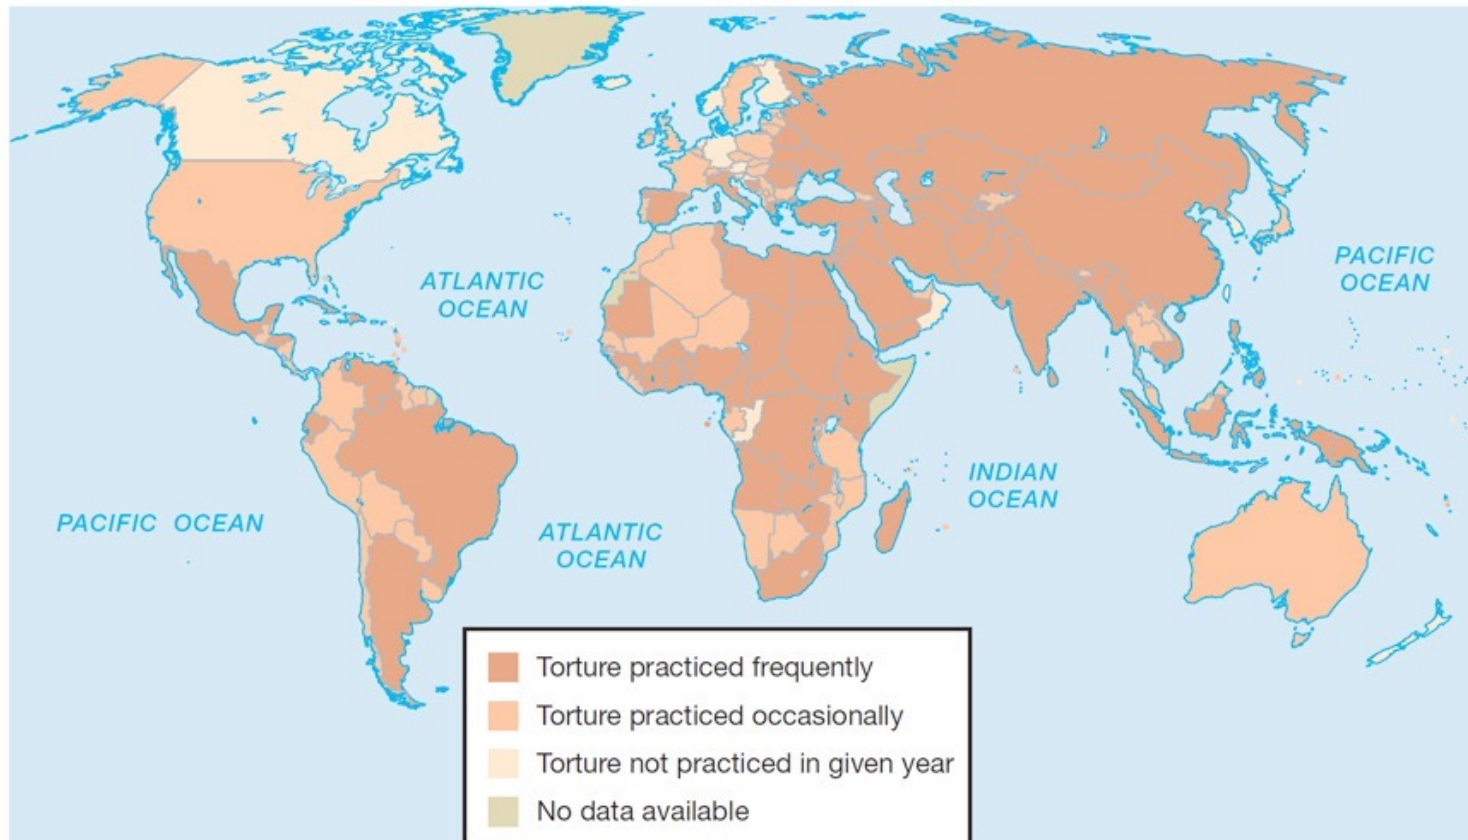 ATLANTIC
OCEAN
PACIFIC
OCEAN
PACIFIC OCEAN
ATLANTIC
OCEAN
INDIAN
OCEAN
Torture practiced frequently
Torture practiced occasionally
Torture not practiced in given year
No data available